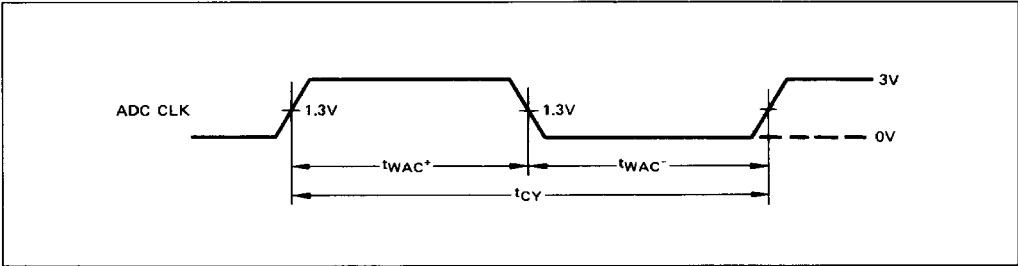 3V
ADC CLK 1.3V 1.3V
0V
tWAC+ tWAC-
tCY